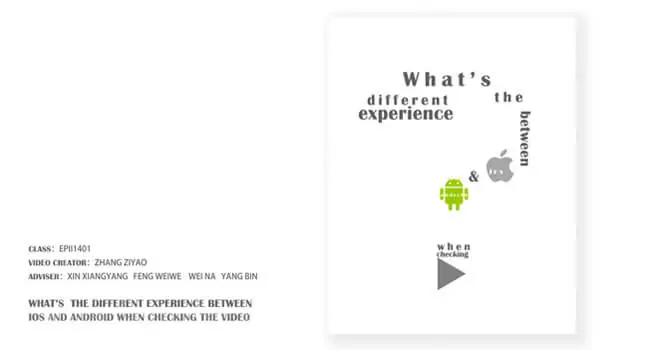 CLASS: EPII1401
VIDEO CREATOR: ZHANG ZIYAO
ADVISER: XIN XIANGYANG FENG WEIWE WEI NA YANG BIN
WHAT'S THE DIFFERENT EXPERIENCE BETWEEN
IOS AND ANDROID WHEN CHECKING THE VIDEO
What's
different the
experience
between
&
when
checking